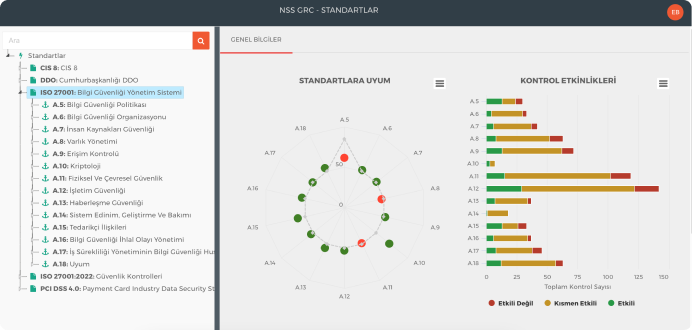 NSS GRC - STANDARTLAR
EB
Ara
Standartlar
CIS 8: CIS 8
DDO: Cumhurbaşkanlığı DDO
ISO 27001: Bilgi Güvenliği Yönetim Sistemi
A.5: Bilgi Güvenliği Politikası
A.6: Bilgi Güvenliği Organizasyonu
A.7: İnsan Kaynakları Güvenliği
A.8: Varlık Yönetimi
A.9: Erişim Kontrolü
A.10: Kriptoloji
A.11: Fiziksel Ve Çevresel Güvenlik
A.12: İşletim Güvenliği
A.13: Haberleşme Güvenliği
A.14: Sistem Edinim, Geliştirme Ve Bakımı
A.15: Tedarikçi İlişkileri
A.16: Bilgi Güvenliği İhlal Olayı Yönetimi
A.17: İş Sürekliliği Yönetiminin Bilgi Güvenliği Hu
A.18: Uyum
ISO 27001:2022: Güvenlik Kontrolleri
PCI DSS 4.0: Payment Card Industry Data Security St
GENEL BİLGİLER
STANDARTLARA UYUM
A.5
A.6
A.7
A.8
A.9
A.10
A.11
A.12
A.13
A.14
A.15
A.16
A.17
A.18
50
0
KONTROL ETKİNLİKLERİ
A.5
A.6
A.7
A.8
A.9
A.10
A.11
A.12
A.13
A.14
A.15
A.16
A.17
A.18
0 25 50 75 100 125 150
Toplam Kontrol Sayısı
Etkili Değil Kısmen Etkili Etkili